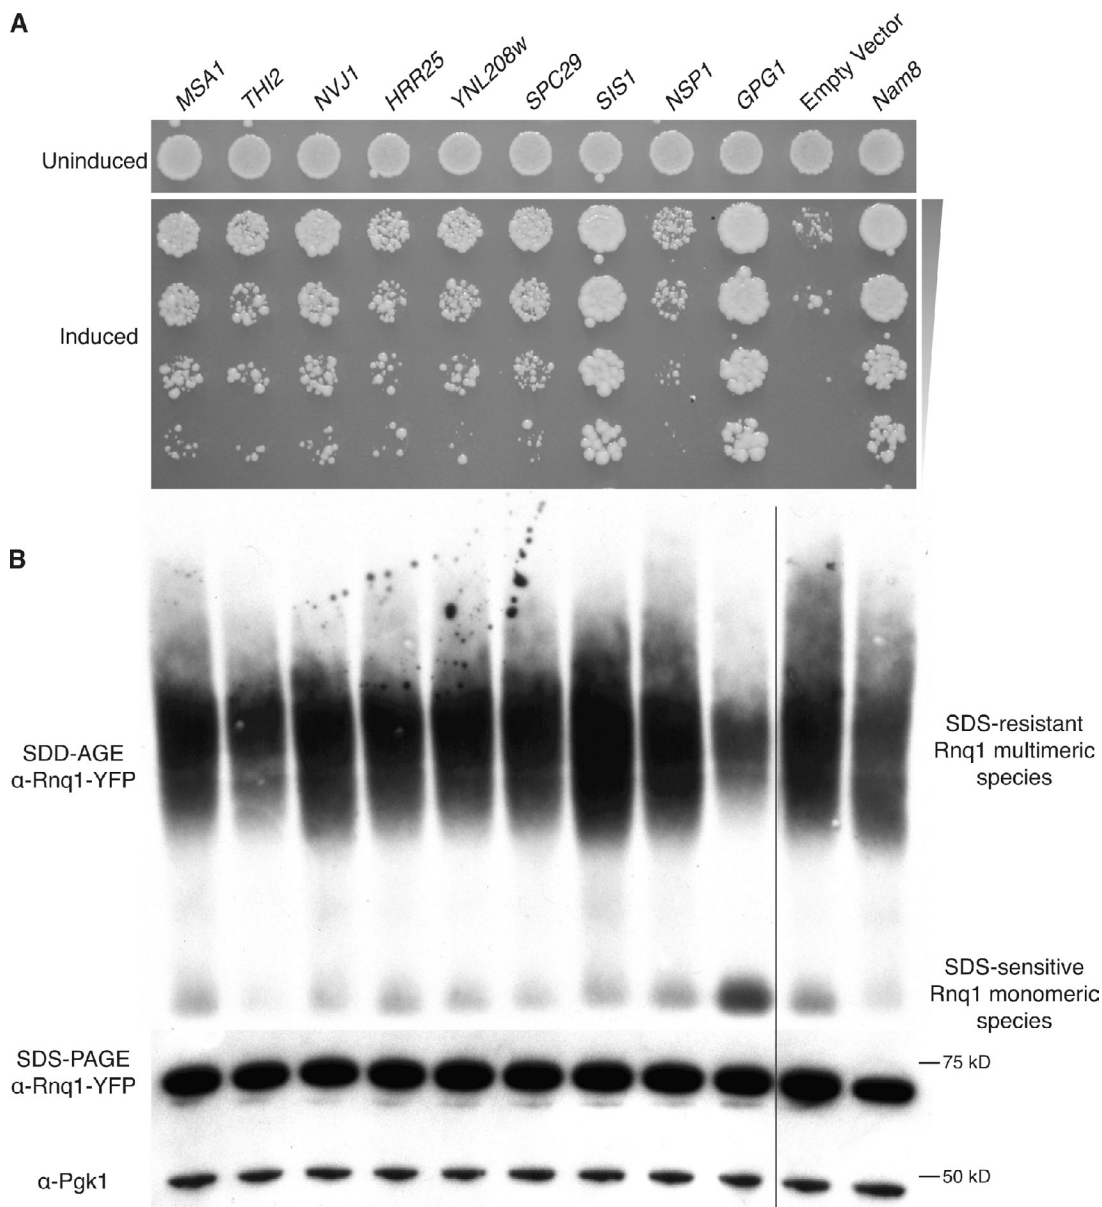 A
MSA1
THI2
NVJ1
HRR25
YNL208w
SPC29
SIS1
NSP1
GPG1
Empty Vector
Nam8
Uninduced
Induced
B
SDD-AGE
α-Rnq1-YFP
SDS-resistant
Rnq1 multimeric
species
SDS-sensitive
Rnq1 monomeric
species
SDS-PAGE
α-Rnq1-YFP
75 kD
α-Pgk1
50 kD